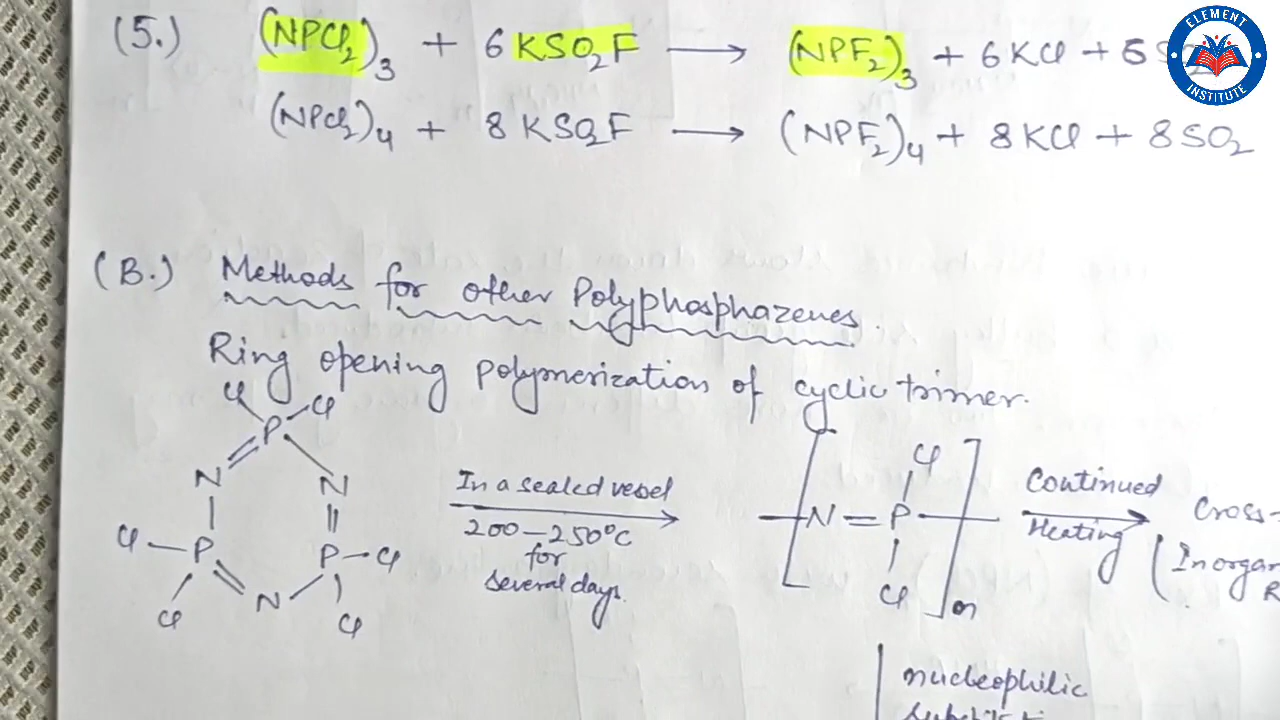 (5.) (NPCl₂)₃ + 6 KSO₂F ⟶ (NPF₂)₃ + 6 KCl + 6
(NPCl₂)₄ + 8 KSO₂F ⟶ (NPF₂)₄ + 8 KCl + 8 SO₂
ELEMENT
INSTITUTE
(B.) Methods for other Polyphosphazenes.
Ring opening polymerization of cyclic trimer.
Cl Cl
P
N N
Cl P P Cl
N
Cl Cl
In a sealed vessel
200–250°C
for
several days.
Cl
N=P
Cl
n
Continued
Heating
Cross-
(Inorgan
R
nucleophilic